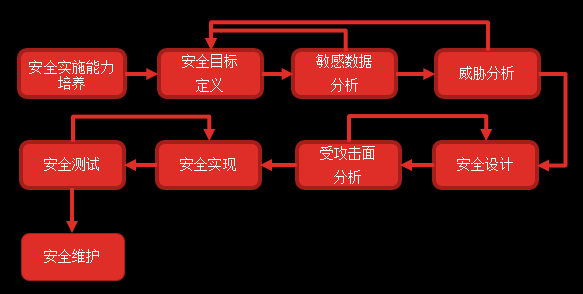 安全实施能力
培养
安全目标
定义
敏感数据
分析
威胁分析
安全测试
安全实现
受攻击面
分析
安全设计
安全维护